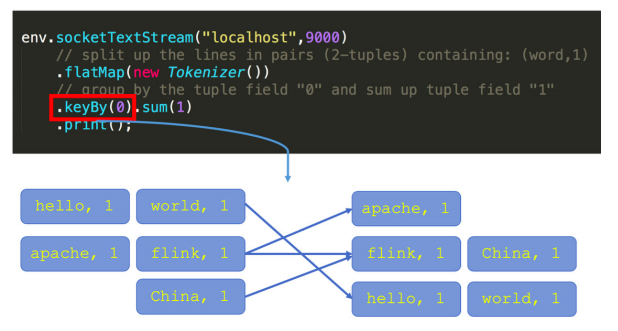 env.socketTextStream("localhost",9000)
// split up the lines in pairs (2-tuples) containing: (word,1)
.flatMap(new Tokenizer())
// group by the tuple field "0" and sum up tuple field "1"
.keyBy(0).sum(1)
.print();
hello, 1 world, 1 apache, 1
apache, 1 flink, 1 flink, 1 China, 1
China, 1 hello, 1 world, 1